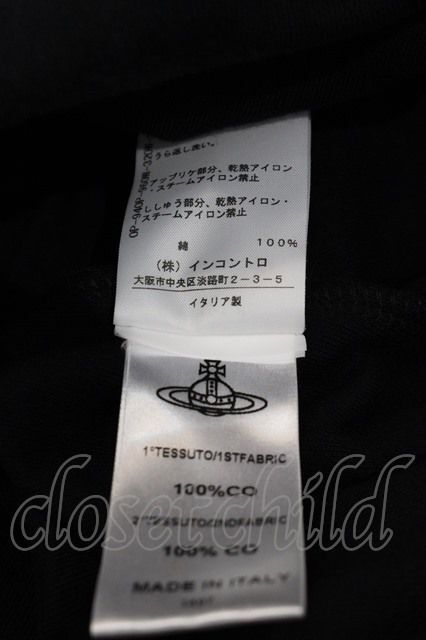 うら返し洗い。
・アップリケ部分、乾熱アイロン
・スチームアイロン禁止
・ししゅう部分、乾熱アイロン・
スチームアイロン禁止
綿 100%
(株) インコントロ
大阪市中央区淡路町2-3-5
イタリア製
1°TESSUTO/1STFABRIC
100%CO
2°TESSUTO/2NDFABRIC
100% CO
MADE IN ITALY
closetchild